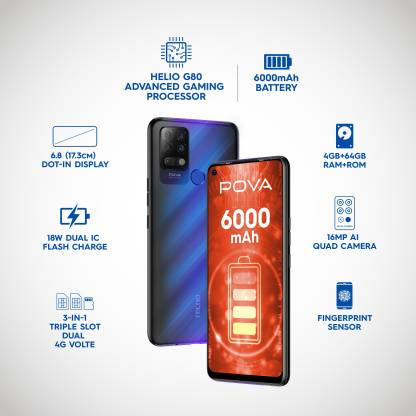 HELIO G80
ADVANCED GAMING
PROCESSOR
6000mAh
BATTERY
6.8 (17.3CM)
DOT-IN DISPLAY
4GB+64GB
RAM+ROM
18W DUAL IC
FLASH CHARGE
16MP AI
QUAD CAMERA
3-IN-1
TRIPLE SLOT
DUAL
4G VOLTE
FINGERPRINT
SENSOR
POVA
TECNO
POVA
6000
mAh